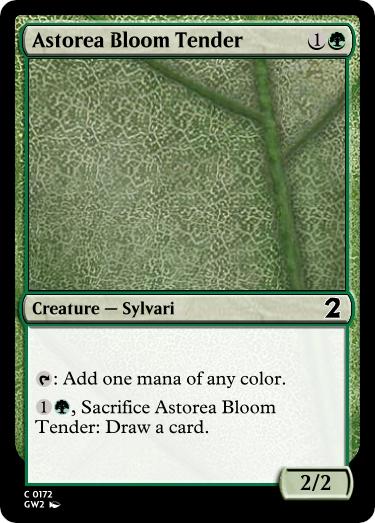 Astorea Bloom Tender 1
Creature — Sylvari 2
: Add one mana of any color.
1 , Sacrifice Astorea Bloom
Tender: Draw a card.
2/2
C 0172
GW2